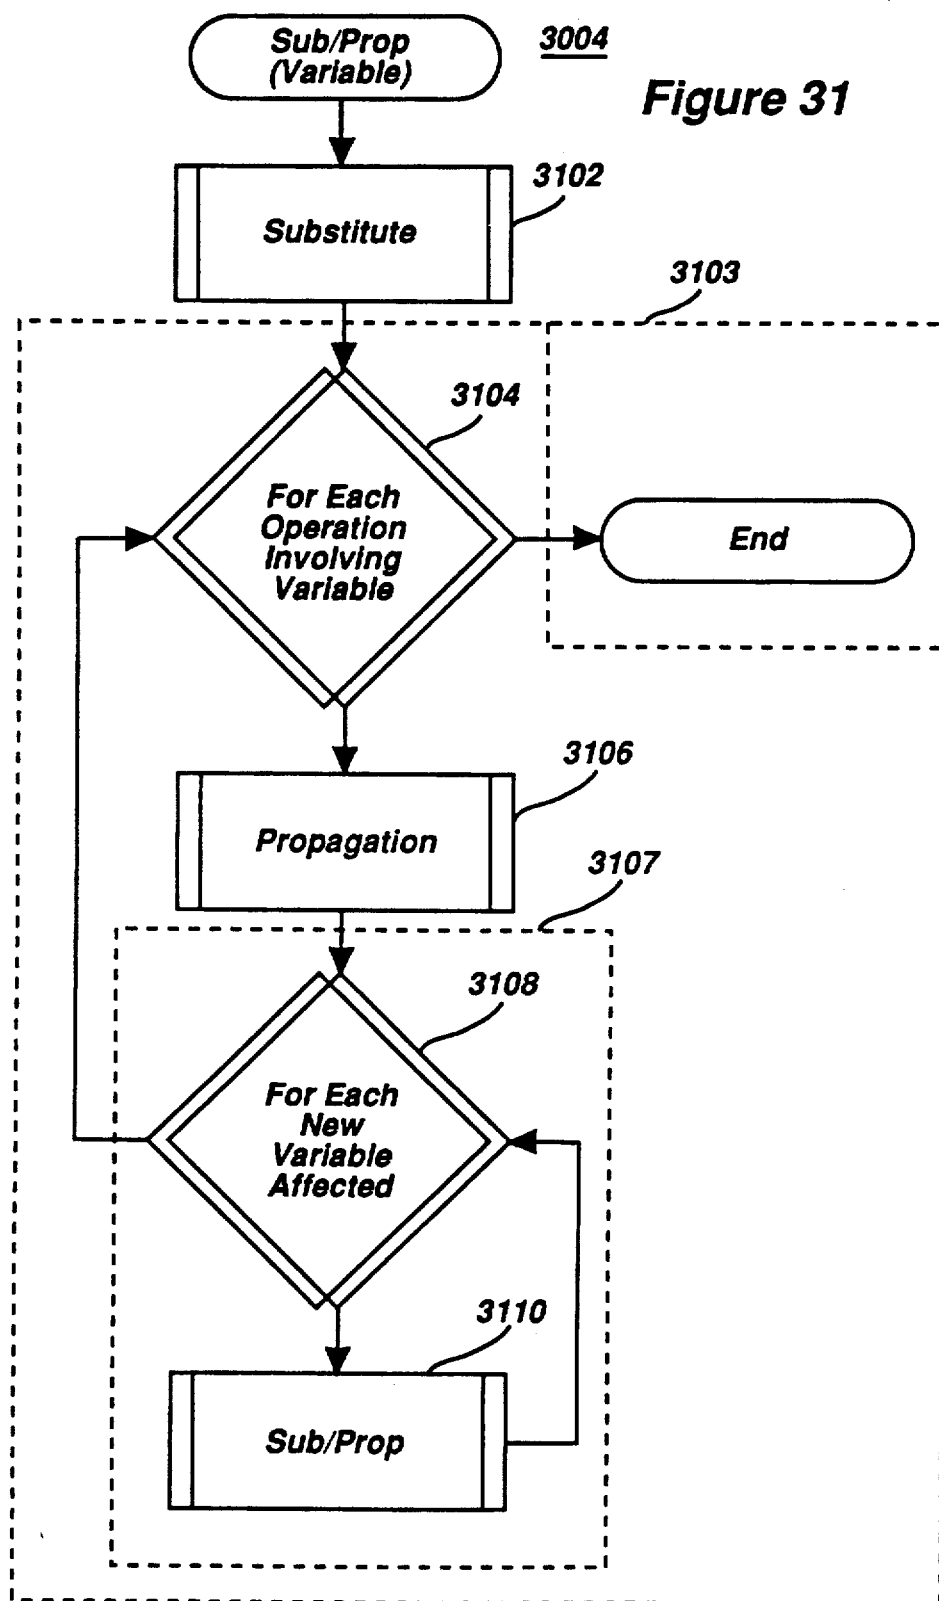 Sub/Prop
(Variable)
3004
Figure 31
3102
Substitute
3103
3104
For Each
Operation
Involving
Variable
End
3106
Propagation
3107
3108
For Each
New
Variable
Affected
3110
Sub/Prop